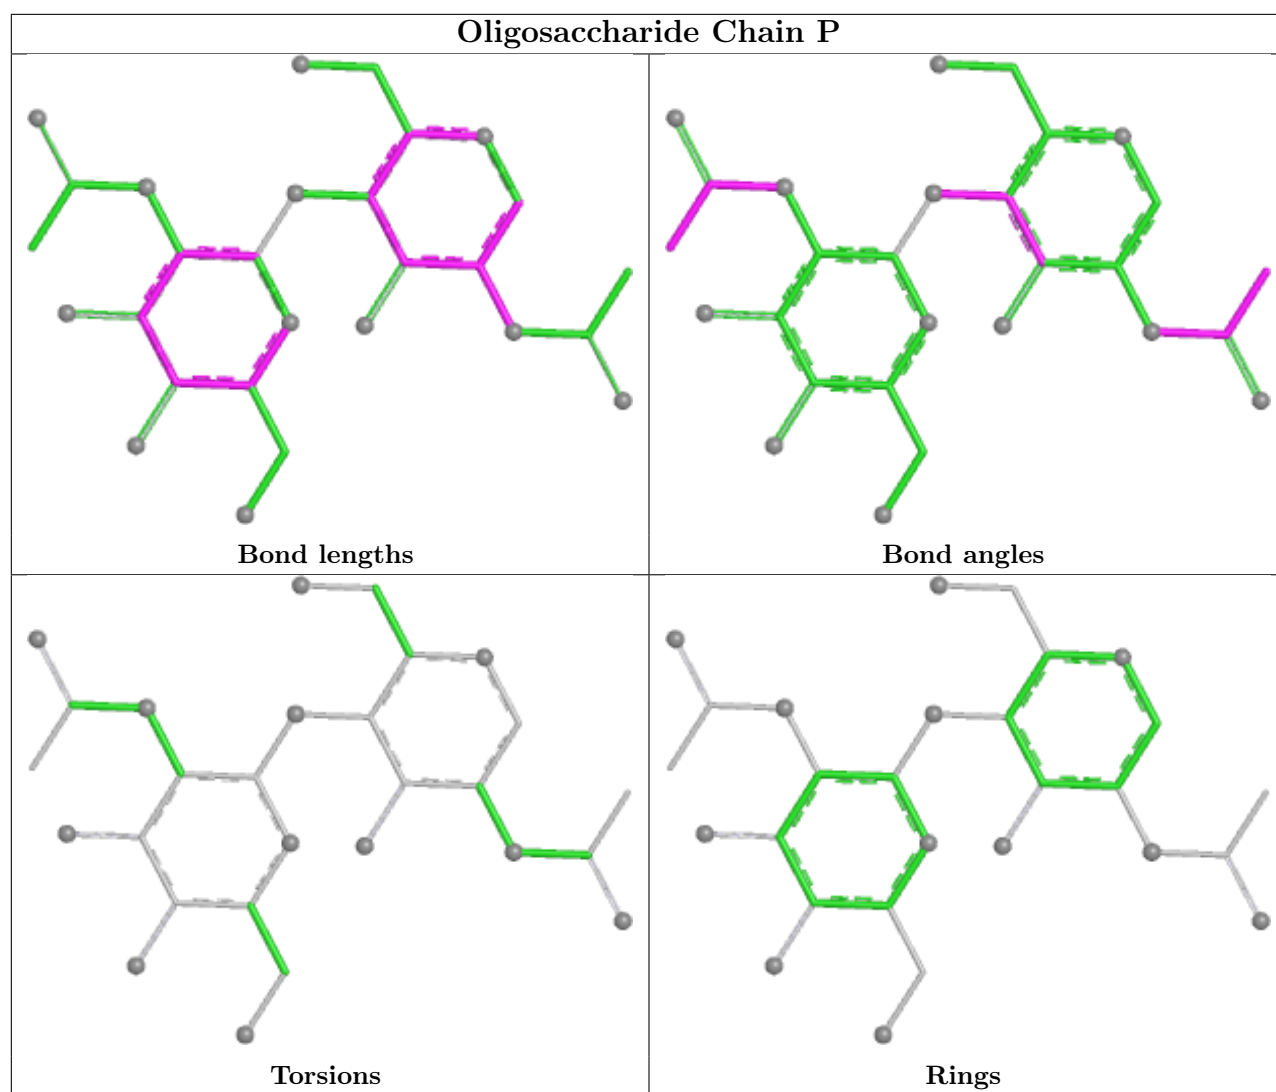 Oligosaccharide Chain P
Bond lengths
Bond angles
Torsions
Rings